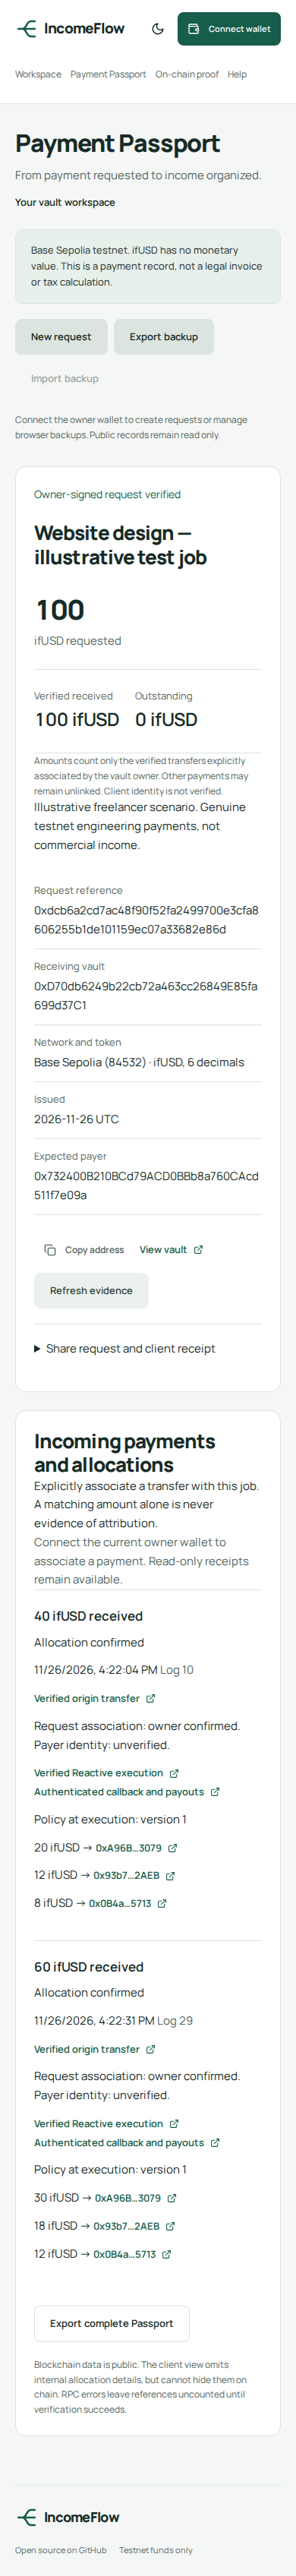 IncomeFlow
Connect wallet
Workspace Payment Passport On-chain proof Help
Payment Passport
From payment requested to income organized.
Your vault workspace
Base Sepolia testnet. ifUSD has no monetary
value. This is a payment record, not a legal invoice
or tax calculation.
New request Export backup
Import backup
Connect the owner wallet to create requests or manage
browser backups. Public records remain read only.
Owner-signed request verified
Website design —
illustrative test job
100
ifUSD requested
Verified received Outstanding
100 ifUSD 0 ifUSD
Amounts count only the verified transfers explicitly
associated by the vault owner. Other payments may
remain unlinked. Client identity is not verified.
Illustrative freelancer scenario. Genuine
testnet engineering payments, not
commercial income.
Request reference
0xdcb6a2cd7ac48f90f52fa2499700e3cfa8
606255b1de101159ec07a33682e86d
Receiving vault
0xD70db6249b22cb72a463cc26849E85fa
699d37C1
Network and token
Base Sepolia (84532) · ifUSD, 6 decimals
Issued
2026-11-26 UTC
Expected payer
0x732400B210BCd79ACD0BBb8a760CAcd
511f7e09a
Copy address View vault
Refresh evidence
Share request and client receipt
Incoming payments
and allocations
Explicitly associate a transfer with this job.
A matching amount alone is never
evidence of attribution.
Connect the current owner wallet to
associate a payment. Read-only receipts
remain available.
40 ifUSD received
Allocation confirmed
11/26/2026, 4:22:04 PM Log 10
Verified origin transfer
Request association: owner confirmed.
Payer identity: unverified.
Verified Reactive execution
Authenticated callback and payouts
Policy at execution: version 1
20 ifUSD → 0xA96B…3079
12 ifUSD → 0x93b7…2AEB
8 ifUSD → 0x0B4a…5713
60 ifUSD received
Allocation confirmed
11/26/2026, 4:22:31 PM Log 29
Verified origin transfer
Request association: owner confirmed.
Payer identity: unverified.
Verified Reactive execution
Authenticated callback and payouts
Policy at execution: version 1
30 ifUSD → 0xA96B…3079
18 ifUSD → 0x93b7…2AEB
12 ifUSD → 0x0B4a…5713
Export complete Passport
Blockchain data is public. The client view omits
internal allocation details, but cannot hide them on
chain. RPC errors leave references uncounted until
verification succeeds.
IncomeFlow
Open source on GitHub Testnet funds only